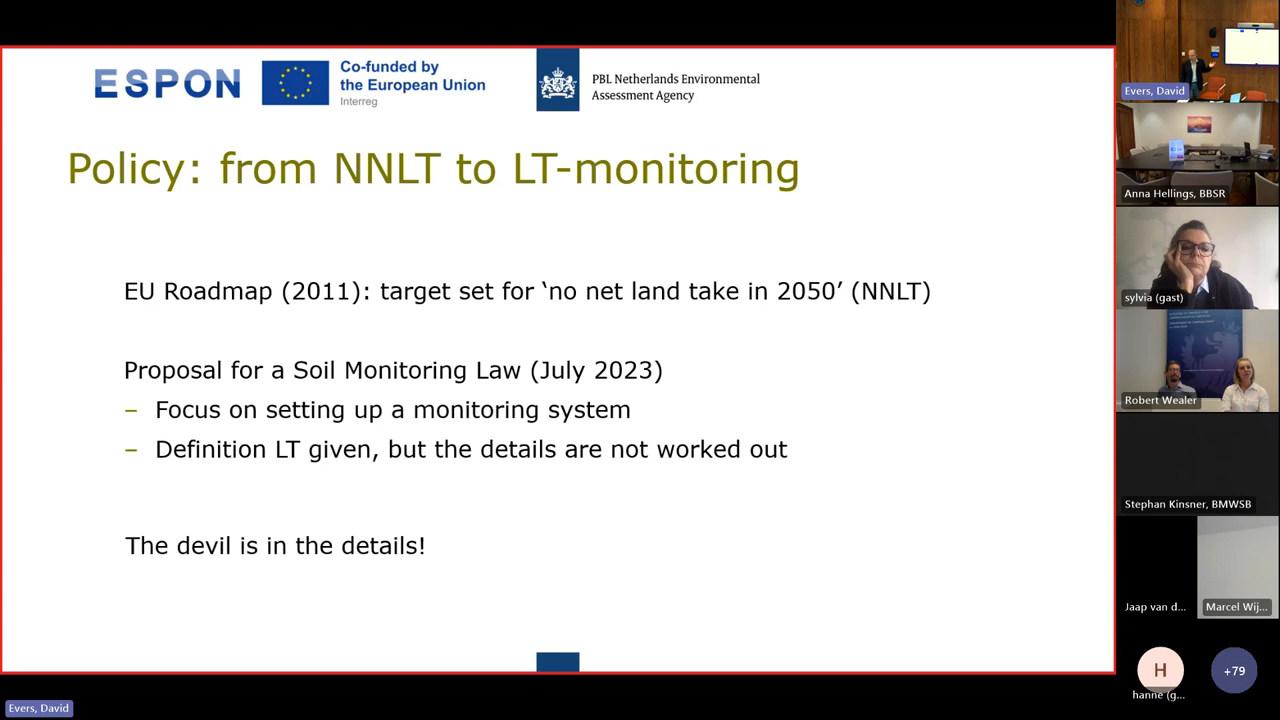 ESPON
Co-funded by
the European Union
Interreg
PBL Netherlands Environmental
Assessment Agency
Policy: from NNLT to LT-monitoring
EU Roadmap (2011): target set for ‘no net land take in 2050’ (NNLT)
Proposal for a Soil Monitoring Law (July 2023)
– Focus on setting up a monitoring system
– Definition LT given, but the details are not worked out
The devil is in the details!
Evers, David
Evers, David
Anna Hellings, BBSR
sylvia (gast)
Robert Wealer
Stephan Kinsner, BMWSB
Jaap van d...
Marcel Wij...
H
hanne (g...
+79